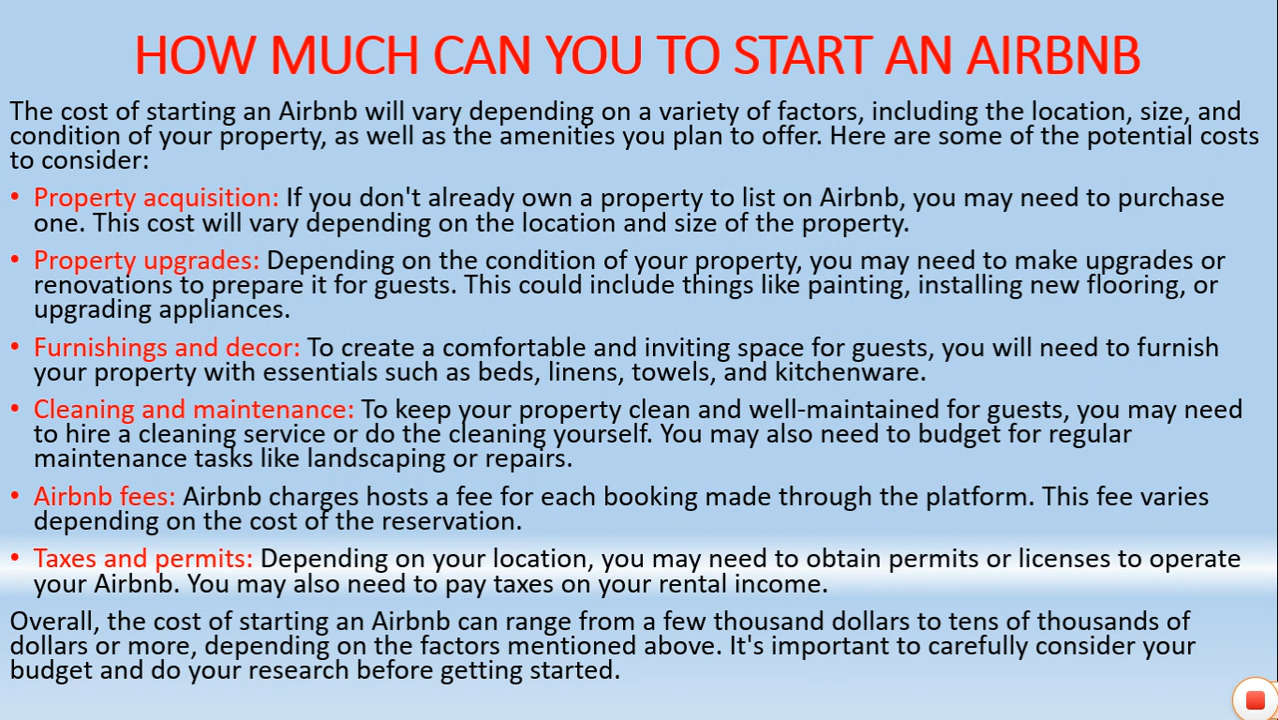 HOW MUCH CAN YOU TO START AN AIRBNB
The cost of starting an Airbnb will vary depending on a variety of factors, including the location, size, and
condition of your property, as well as the amenities you plan to offer. Here are some of the potential costs
to consider:
• Property acquisition: If you don't already own a property to list on Airbnb, you may need to purchase
one. This cost will vary depending on the location and size of the property.
• Property upgrades: Depending on the condition of your property, you may need to make upgrades or
renovations to prepare it for guests. This could include things like painting, installing new flooring, or
upgrading appliances.
• Furnishings and decor: To create a comfortable and inviting space for guests, you will need to furnish
your property with essentials such as beds, linens, towels, and kitchenware.
• Cleaning and maintenance: To keep your property clean and well-maintained for guests, you may need
to hire a cleaning service or do the cleaning yourself. You may also need to budget for regular
maintenance tasks like landscaping or repairs.
• Airbnb fees: Airbnb charges hosts a fee for each booking made through the platform. This fee varies
depending on the cost of the reservation.
• Taxes and permits: Depending on your location, you may need to obtain permits or licenses to operate
your Airbnb. You may also need to pay taxes on your rental income.
Overall, the cost of starting an Airbnb can range from a few thousand dollars to tens of thousands of
dollars or more, depending on the factors mentioned above. It's important to carefully consider your
budget and do your research before getting started.